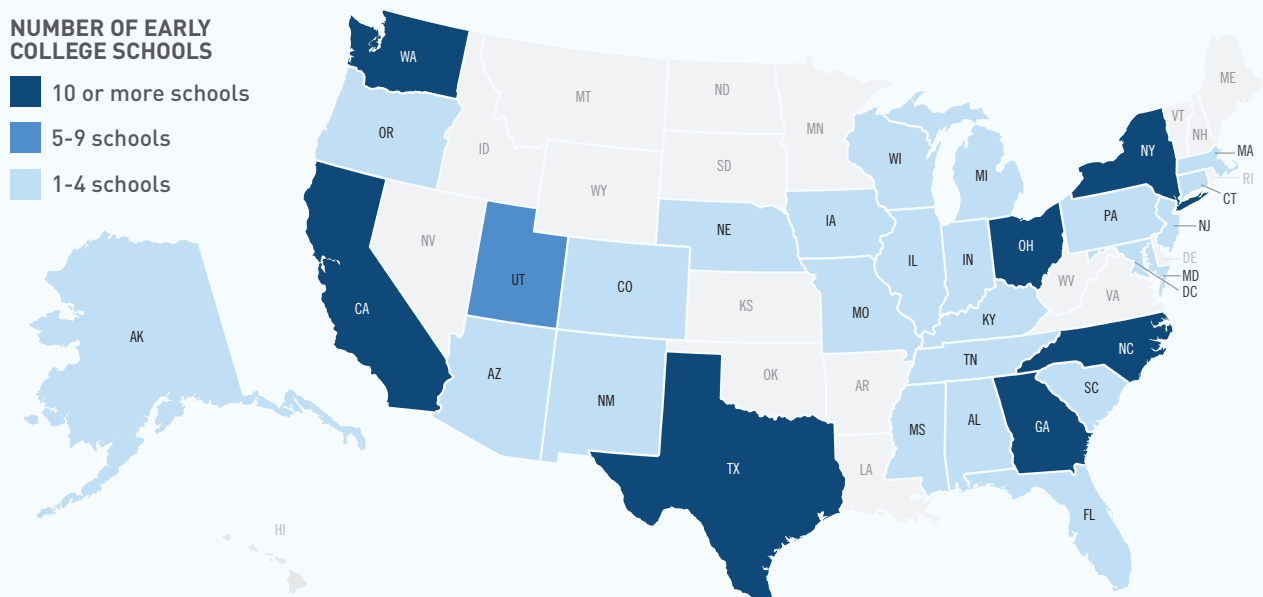 NUMBER OF EARLY
COLLEGE SCHOOLS
10 or more schools
5-9 schools
1-4 schools
WA
OR
CA
NV
ID
MT
WY
UT
AZ
CO
NM
ND
SD
NE
KS
OK
TX
MN
IA
MO
AR
LA
WI
IL
MI
IN
OH
KY
TN
MS
AL
GA
FL
SC
NC
VA
WV
PA
NY
VT
NH
ME
MA
RI
CT
NJ
DE
MD
DC
AK
HI